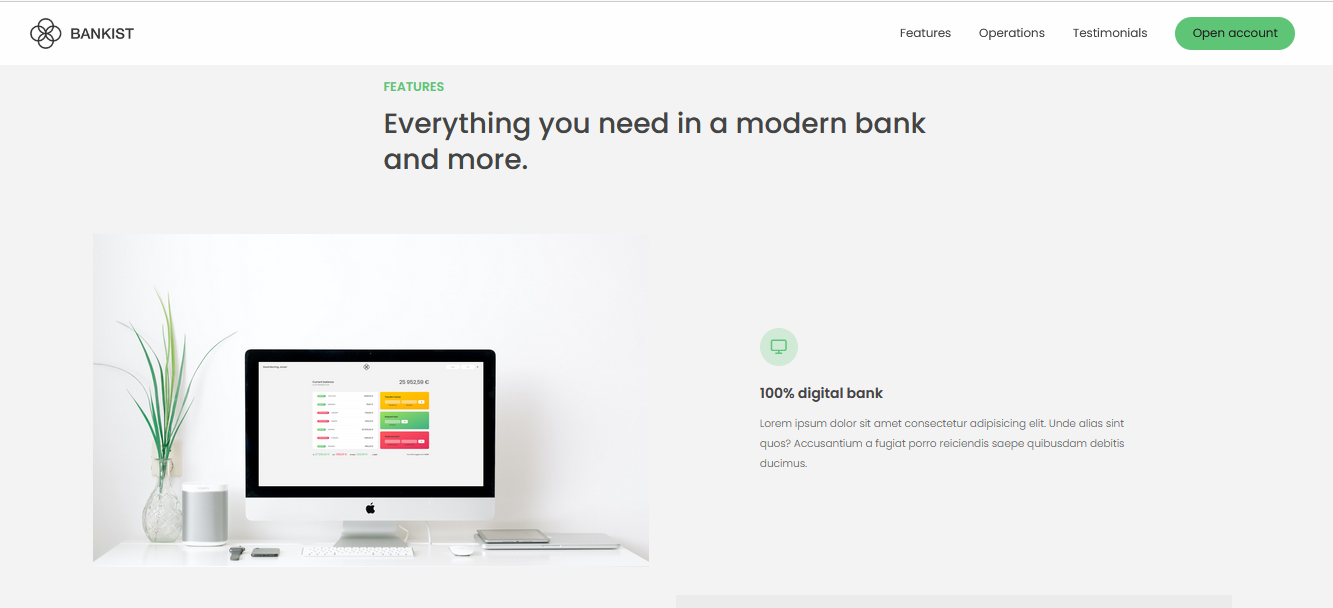 BANKIST
Features
Operations
Testimonials
Open account
FEATURES
Everything you need in a modern bank
and more.
25 952,59 €
100% digital bank
Lorem ipsum dolor sit amet consectetur adipisicing elit. Unde alias sint
quos? Accusantium a fugiat porro reiciendis saepe quibusdam debitis
ducimus.